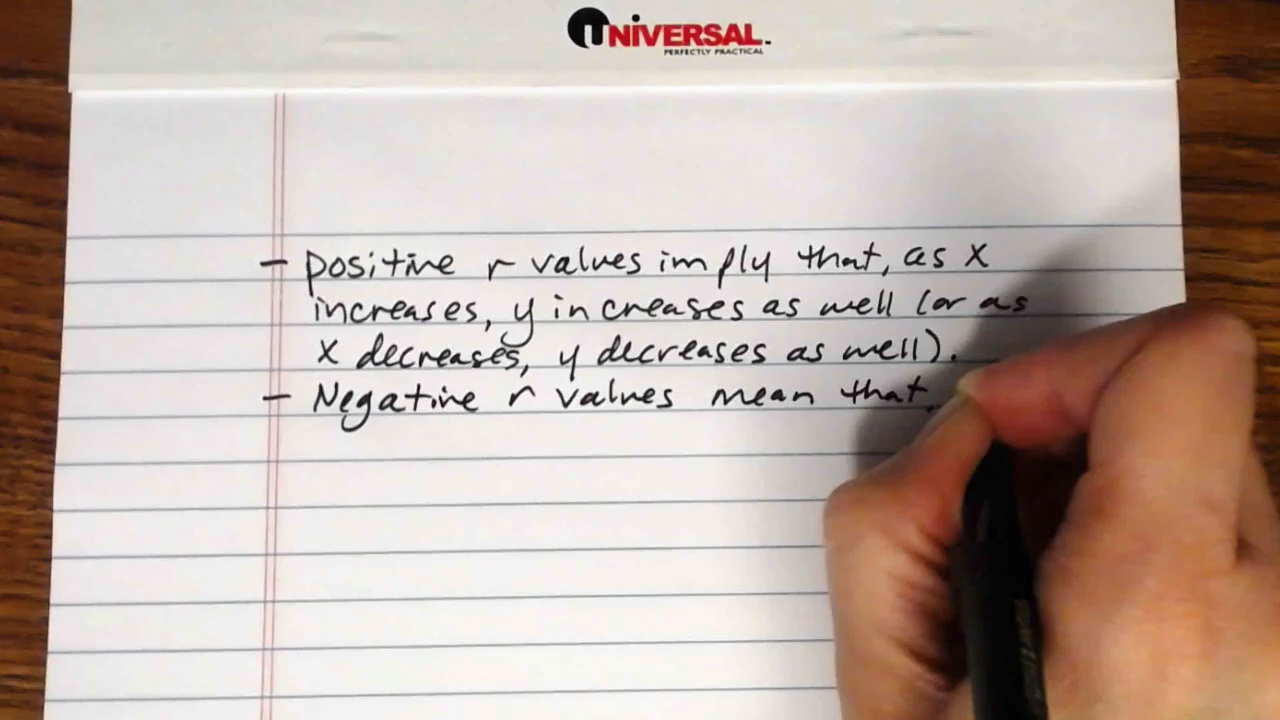 UNIVERSAL
PERFECTLY PRACTICAL
- positive r values imply that, as x
increases, y increases as well (or as
x decreases, y decreases as well).
- Negative r values mean that,